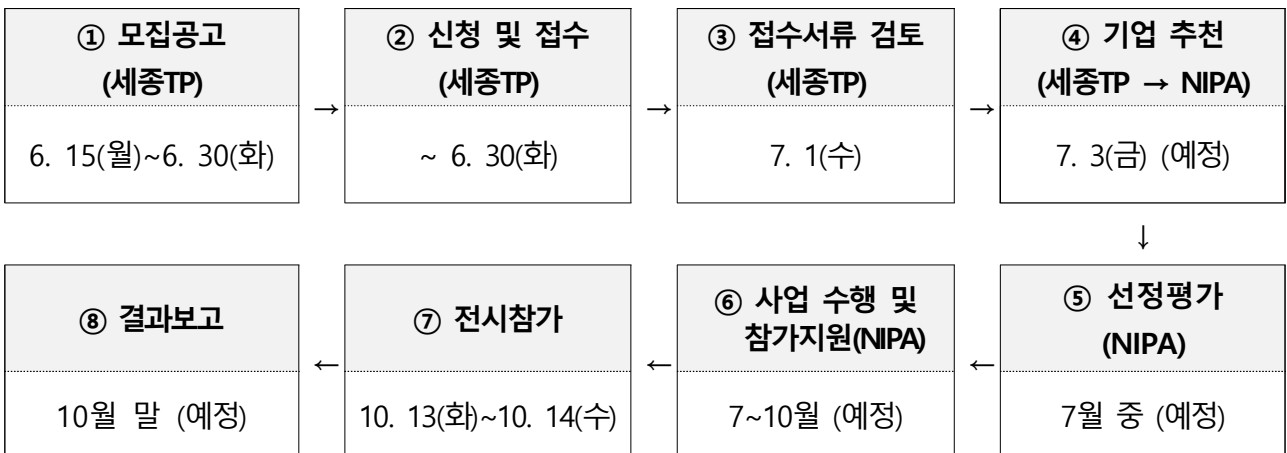 ① 모집공고
(세종TP)
6. 15(월)~6. 30(화)
→
② 신청 및 접수
(세종TP)
~ 6. 30(화)
→
③ 접수서류 검토
(세종TP)
7. 1(수)
→
④ 기업 추천
(세종TP → NIPA)
7. 3(금) (예정)
↓
⑤ 선정평가
(NIPA)
7월 중 (예정)
←
⑥ 사업 수행 및
참가지원(NIPA)
7~10월 (예정)
←
⑦ 전시참가
10. 13(화)~10. 14(수)
←
⑧ 결과보고
10월 말 (예정)